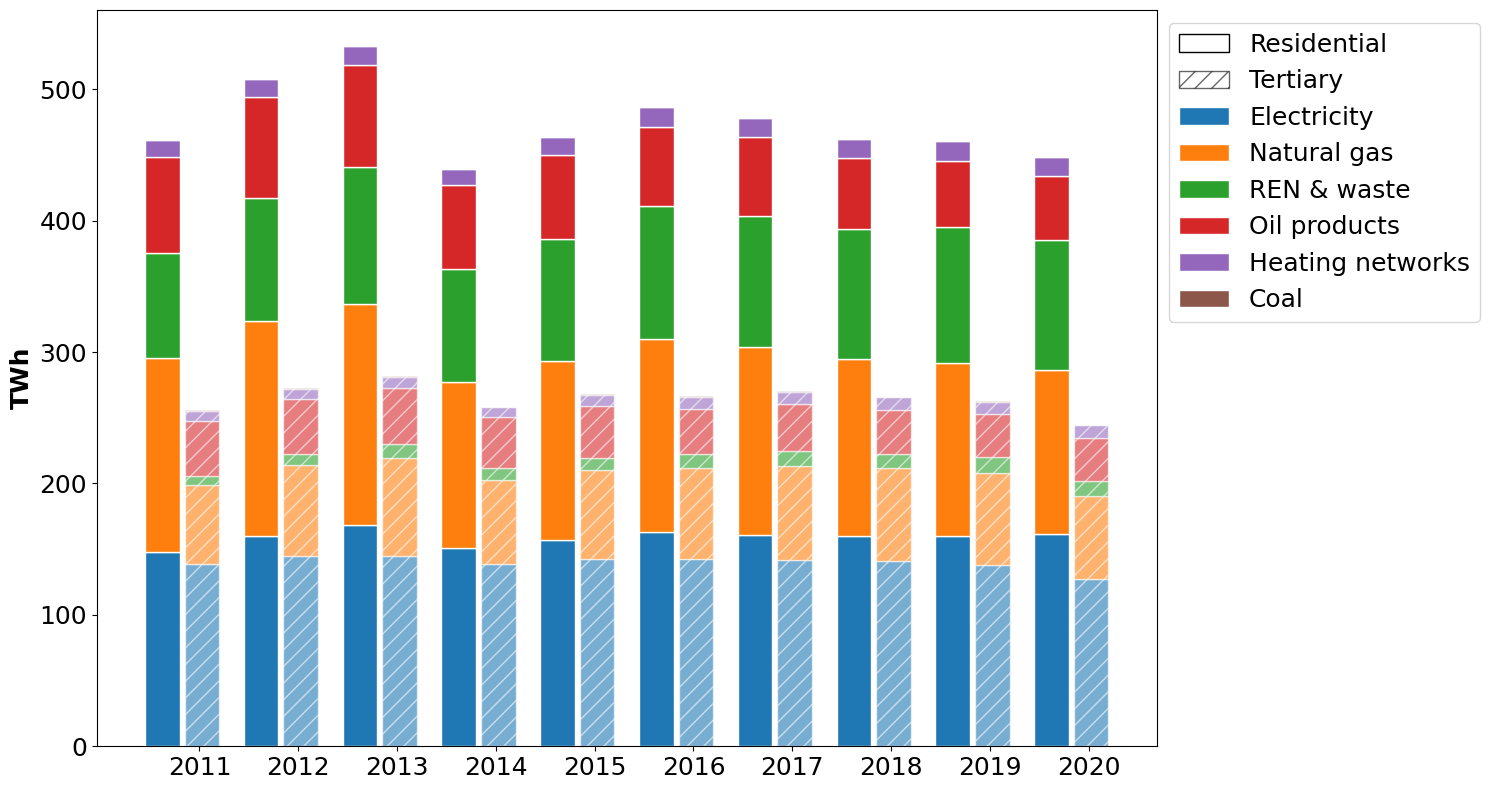 TWh
500
400
300
200
100
0
2011 2012 2013 2014 2015 2016 2017 2018 2019 2020
Residential
Tertiary
Electricity
Natural gas
REN & waste
Oil products
Heating networks
Coal